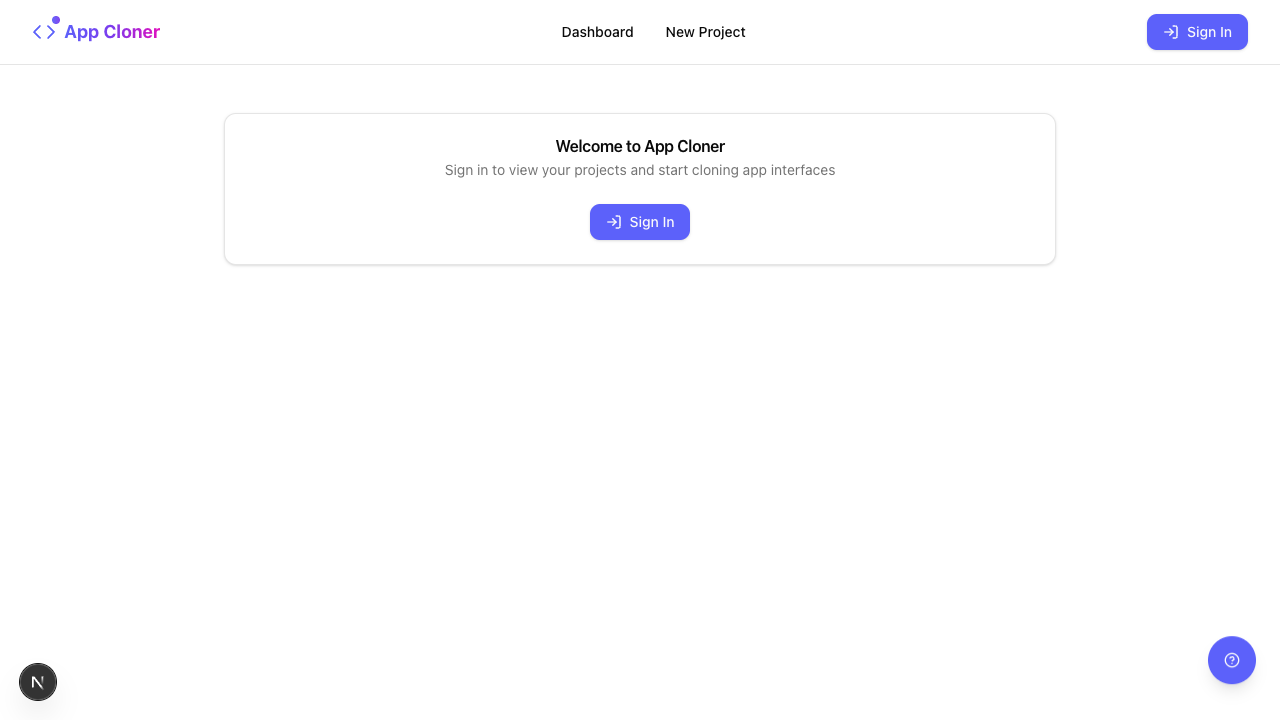 App Cloner
Dashboard
New Project
Sign In
Welcome to App Cloner
Sign in to view your projects and start cloning app interfaces
Sign In
N